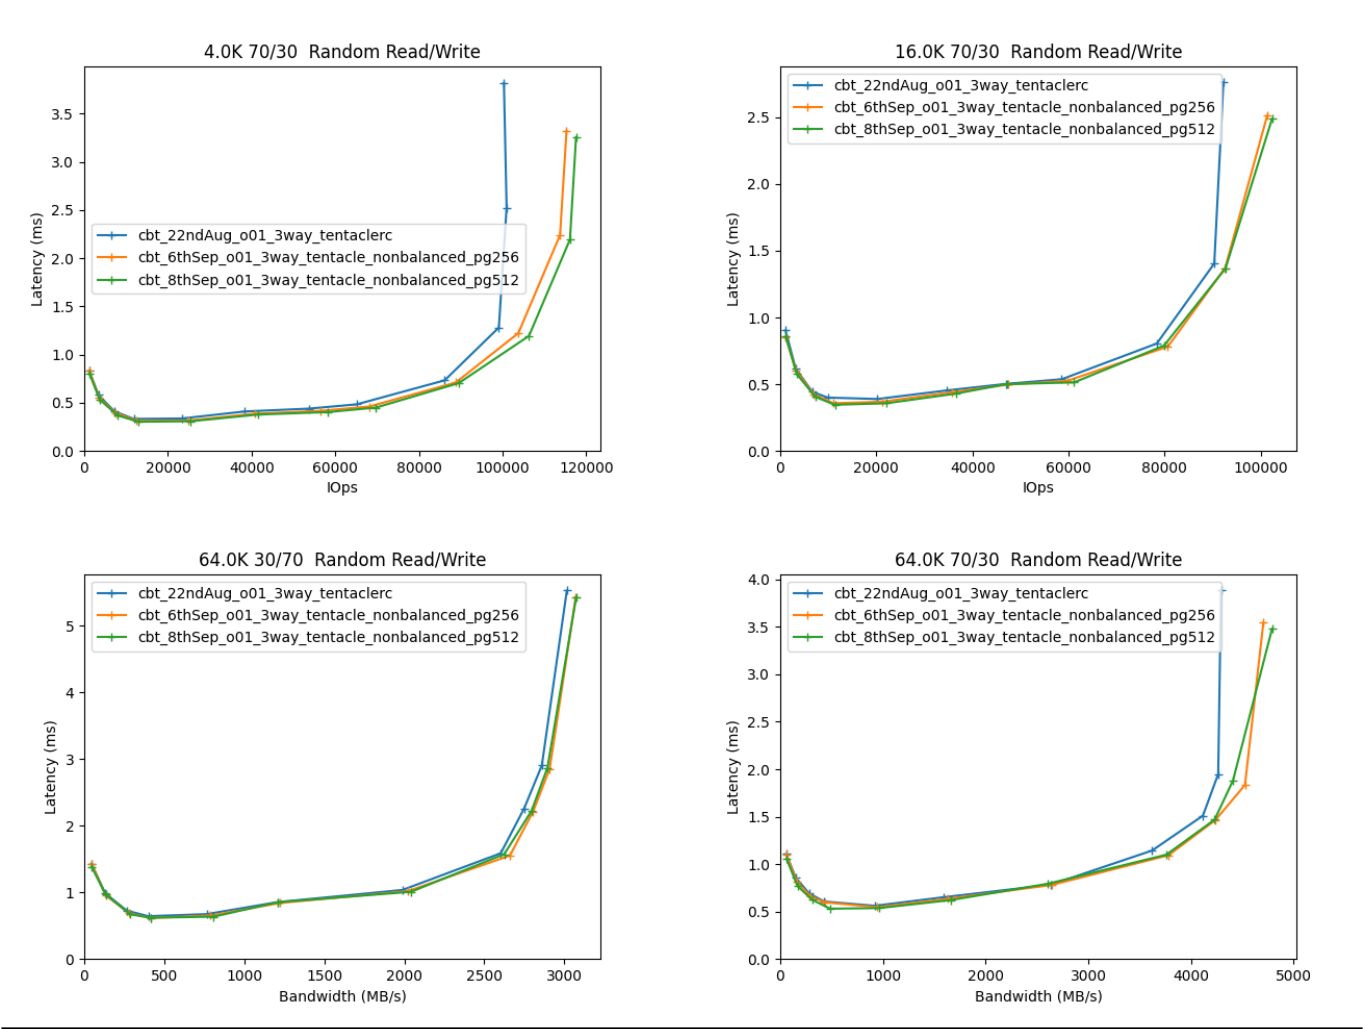 4.0K 70/30  Random Read/Write
3.5
3.0
2.5
2.0
1.5
1.0
0.5
0.0
Latency (ms)
cbt_22ndAug_o01_3way_tentaclerc
cbt_6thSep_o01_3way_tentacle_nonbalanced_pg256
cbt_8thSep_o01_3way_tentacle_nonbalanced_pg512
0 20000 40000 60000 80000 100000 120000
IOps
16.0K 70/30  Random Read/Write
2.5
2.0
1.5
1.0
0.5
0.0
Latency (ms)
cbt_22ndAug_o01_3way_tentaclerc
cbt_6thSep_o01_3way_tentacle_nonbalanced_pg256
cbt_8thSep_o01_3way_tentacle_nonbalanced_pg512
0 20000 40000 60000 80000 100000
IOps
64.0K 30/70  Random Read/Write
5
4
3
2
1
0
Latency (ms)
cbt_22ndAug_o01_3way_tentaclerc
cbt_6thSep_o01_3way_tentacle_nonbalanced_pg256
cbt_8thSep_o01_3way_tentacle_nonbalanced_pg512
0 500 1000 1500 2000 2500 3000
Bandwidth (MB/s)
64.0K 70/30  Random Read/Write
4.0
3.5
3.0
2.5
2.0
1.5
1.0
0.5
0.0
Latency (ms)
cbt_22ndAug_o01_3way_tentaclerc
cbt_6thSep_o01_3way_tentacle_nonbalanced_pg256
cbt_8thSep_o01_3way_tentacle_nonbalanced_pg512
0 1000 2000 3000 4000 5000
Bandwidth (MB/s)